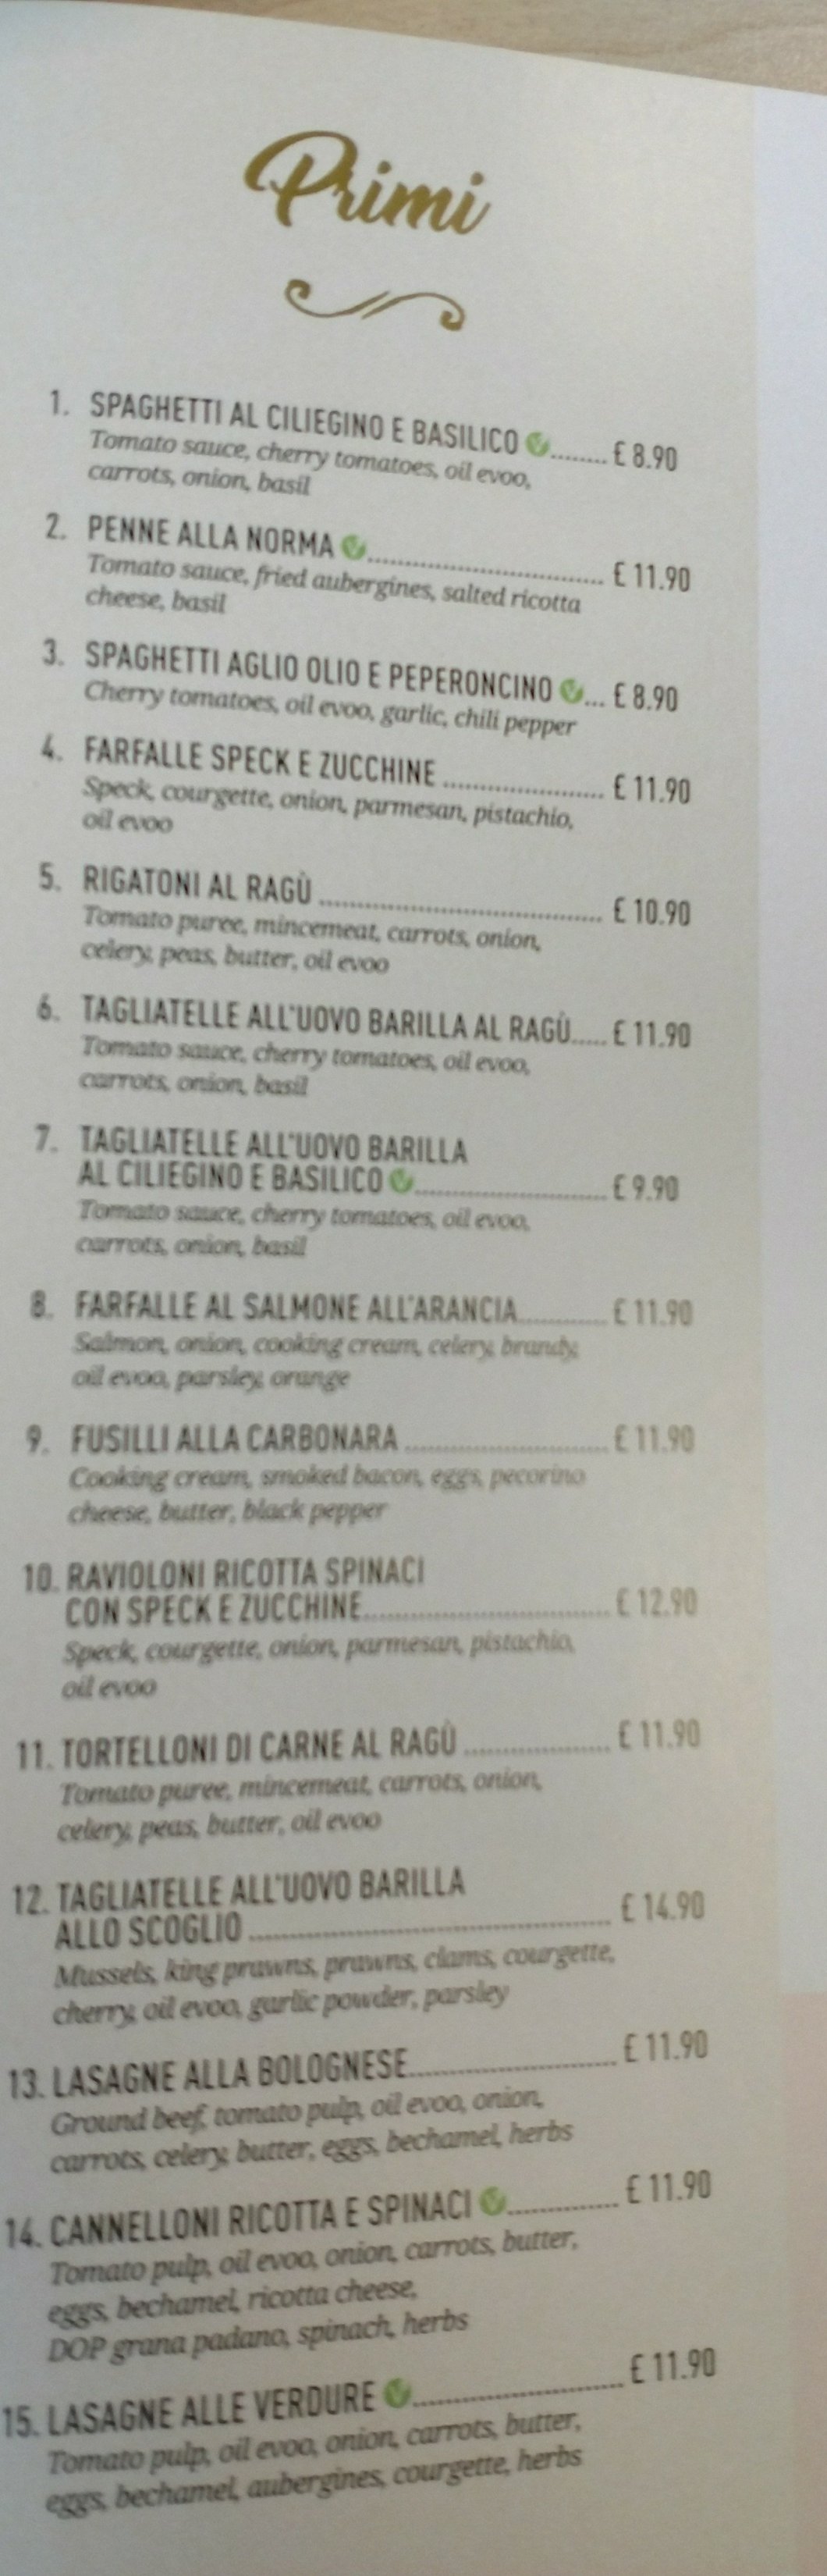 Primi
1. SPAGHETTI AL CILIEGINO E BASILICO ........ £ 8.90
Tomato sauce, cherry tomatoes, oil evoo,
carrots, onion, basil
2. PENNE ALLA NORMA ........ £ 11.90
Tomato sauce, fried aubergines, salted ricotta
cheese, basil
3. SPAGHETTI AGLIO OLIO E PEPERONCINO ... £ 8.90
Cherry tomatoes, oil evoo, garlic, chili pepper
4. FARFALLE SPECK E ZUCCHINE ........ £ 11.90
Speck, courgette, onion, parmesan, pistachio,
oil evoo
5. RIGATONI AL RAGÙ ........ £ 10.90
Tomato puree, mincemeat, carrots, onion,
celery, peas, butter, oil evoo
6. TAGLIATELLE ALL'UOVO BARILLA AL RAGÙ..... £ 11.90
Tomato sauce, cherry tomatoes, oil evoo,
carrots, onion, basil
7. TAGLIATELLE ALL'UOVO BARILLA
AL CILIEGINO E BASILICO ........ £ 9.90
Tomato sauce, cherry tomatoes, oil evoo,
carrots, onion, basil
8. FARFALLE AL SALMONE ALL'ARANCIA........ £ 11.90
Salmon, onion, cooking cream, celery, brandy,
oil evoo, parsley, orange
9. FUSILLI ALLA CARBONARA ........ £ 11.90
Cooking cream, smoked bacon, eggs, pecorino
cheese, butter, black pepper
10. RAVIOLONI RICOTTA SPINACI
CON SPECK E ZUCCHINE........ £ 12.90
Speck, courgette, onion, parmesan, pistachio,
oil evoo
11. TORTELLONI DI CARNE AL RAGÙ ........ £ 11.90
Tomato puree, mincemeat, carrots, onion,
celery, peas, butter, oil evoo
12. TAGLIATELLE ALL'UOVO BARILLA
ALLO SCOGLIO ........ £ 14.90
Mussels, king prawns, prawns, clams, courgette,
cherry, oil evoo, garlic powder, parsley
13. LASAGNE ALLA BOLOGNESE........ £ 11.90
Ground beef, tomato pulp, oil evoo, onion,
carrots, celery, butter, eggs, bechamel, herbs
14. CANNELLONI RICOTTA E SPINACI ........ £ 11.90
Tomato pulp, oil evoo, onion, carrots, butter,
eggs, bechamel, ricotta cheese,
DOP grana padano, spinach, herbs
15. LASAGNE ALLE VERDURE ........ £ 11.90
Tomato pulp, oil evoo, onion, carrots, butter,
eggs, bechamel, aubergines, courgette, herbs